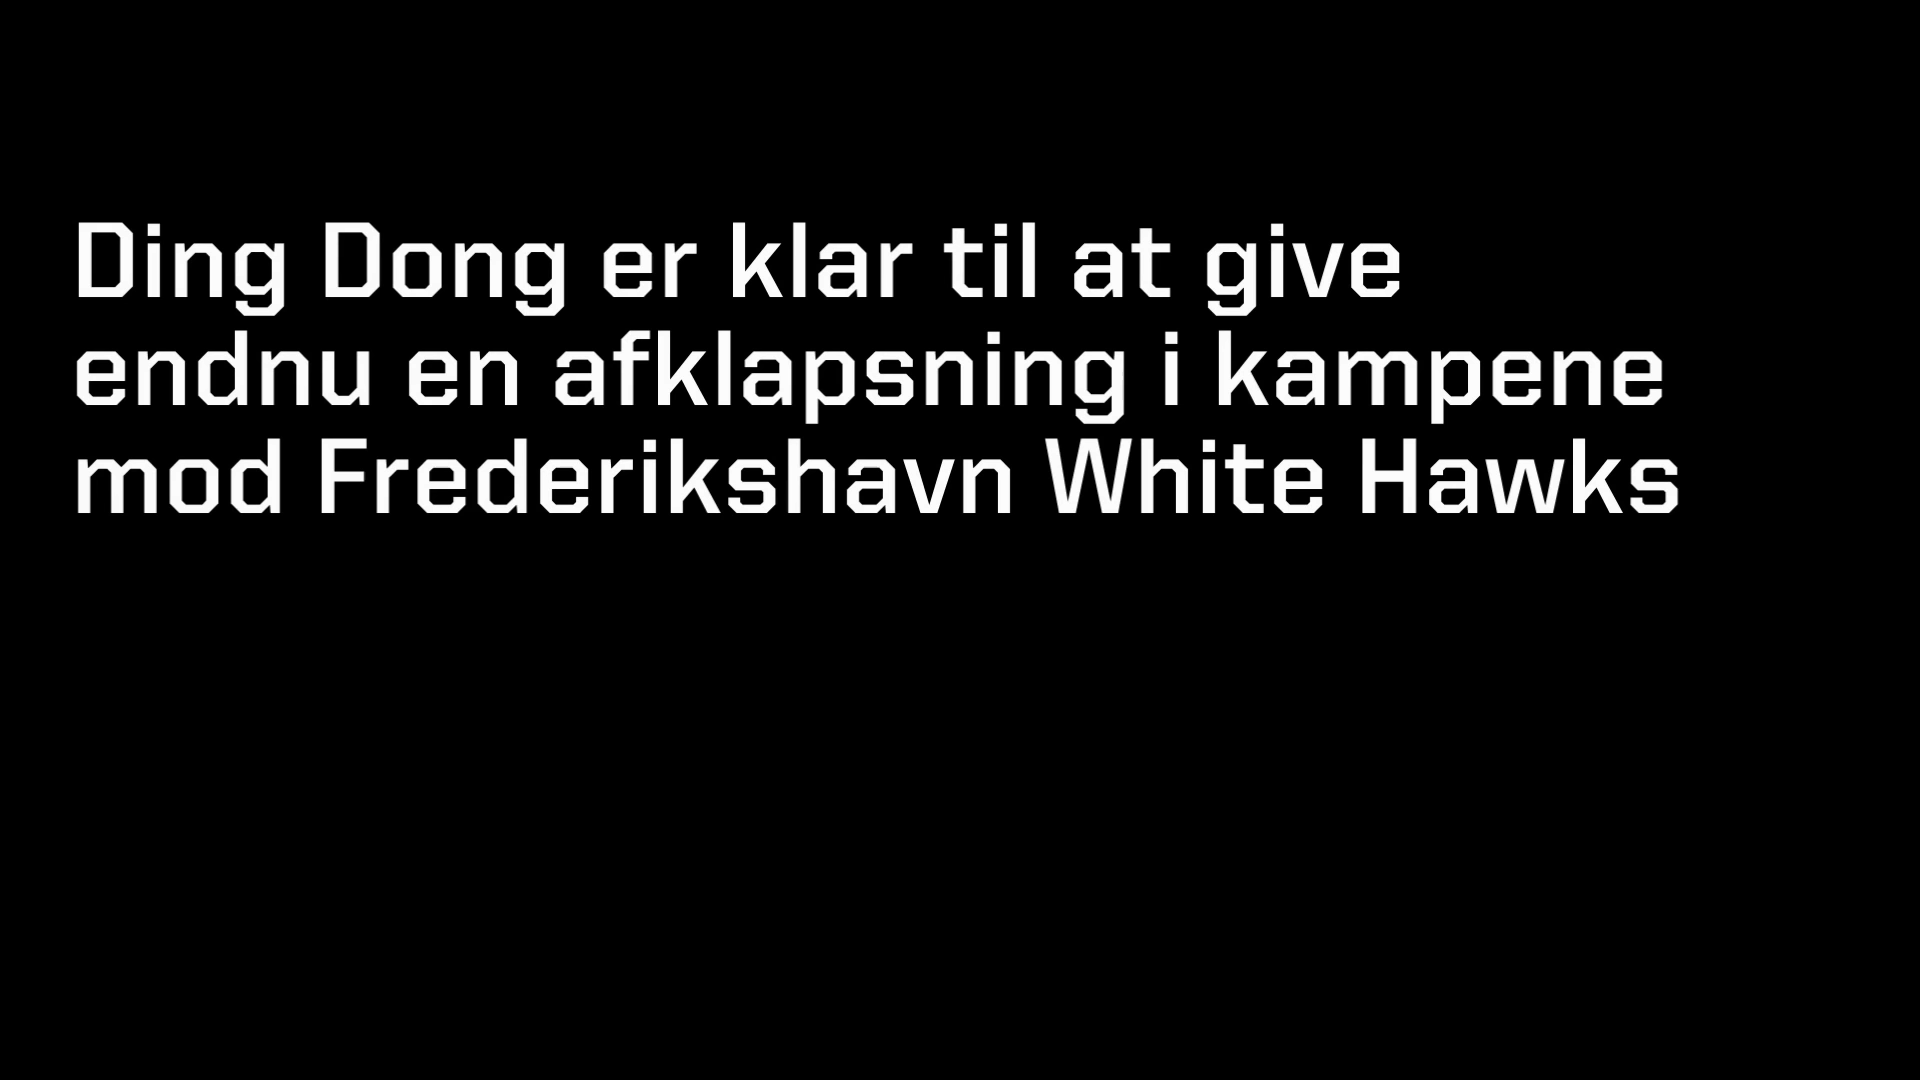 Ding Dong er klar til at give
endnu en afklapsning i kampene
mod Frederikshavn White Hawks